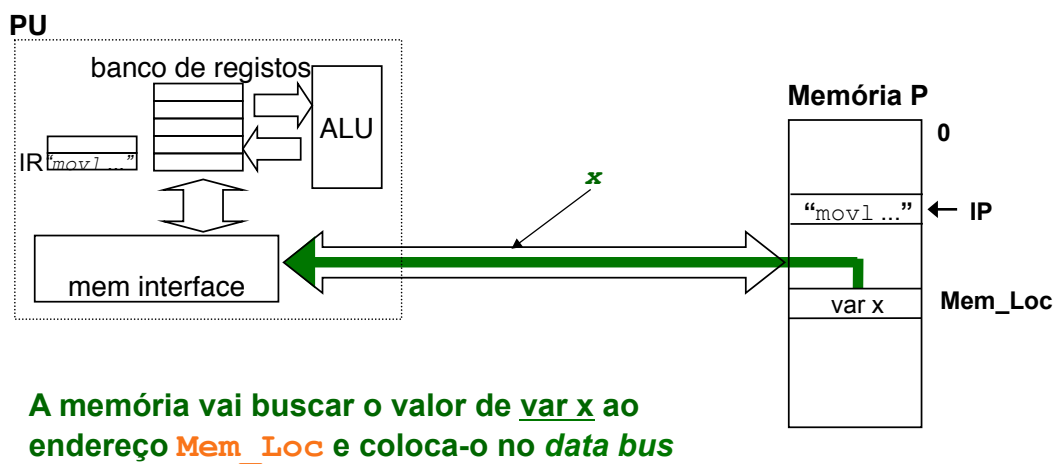 PU
banco de registos
ALU
IR
"movl ..."
mem interface
x
Memória P
0
"movl ..."
IP
var x
Mem_Loc
A memória vai buscar o valor de var x ao
endereço Mem_Loc e coloca-o no data bus